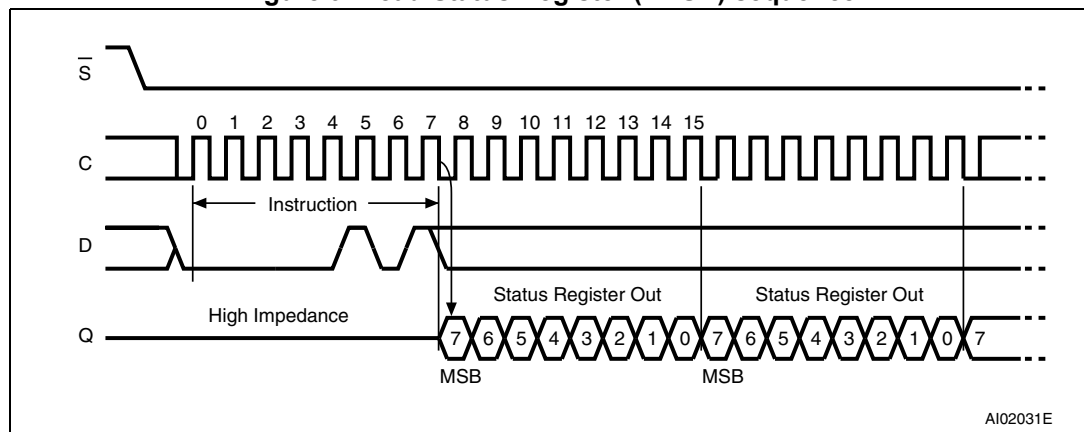 S
0 1 2 3 4 5 6 7 8 9 10 11 12 13 14 15
C
Instruction
D
Status Register Out Status Register Out
High Impedance
Q 7 6 5 4 3 2 1 0 7 6 5 4 3 2 1 0 7
MSB MSB
AI02031E